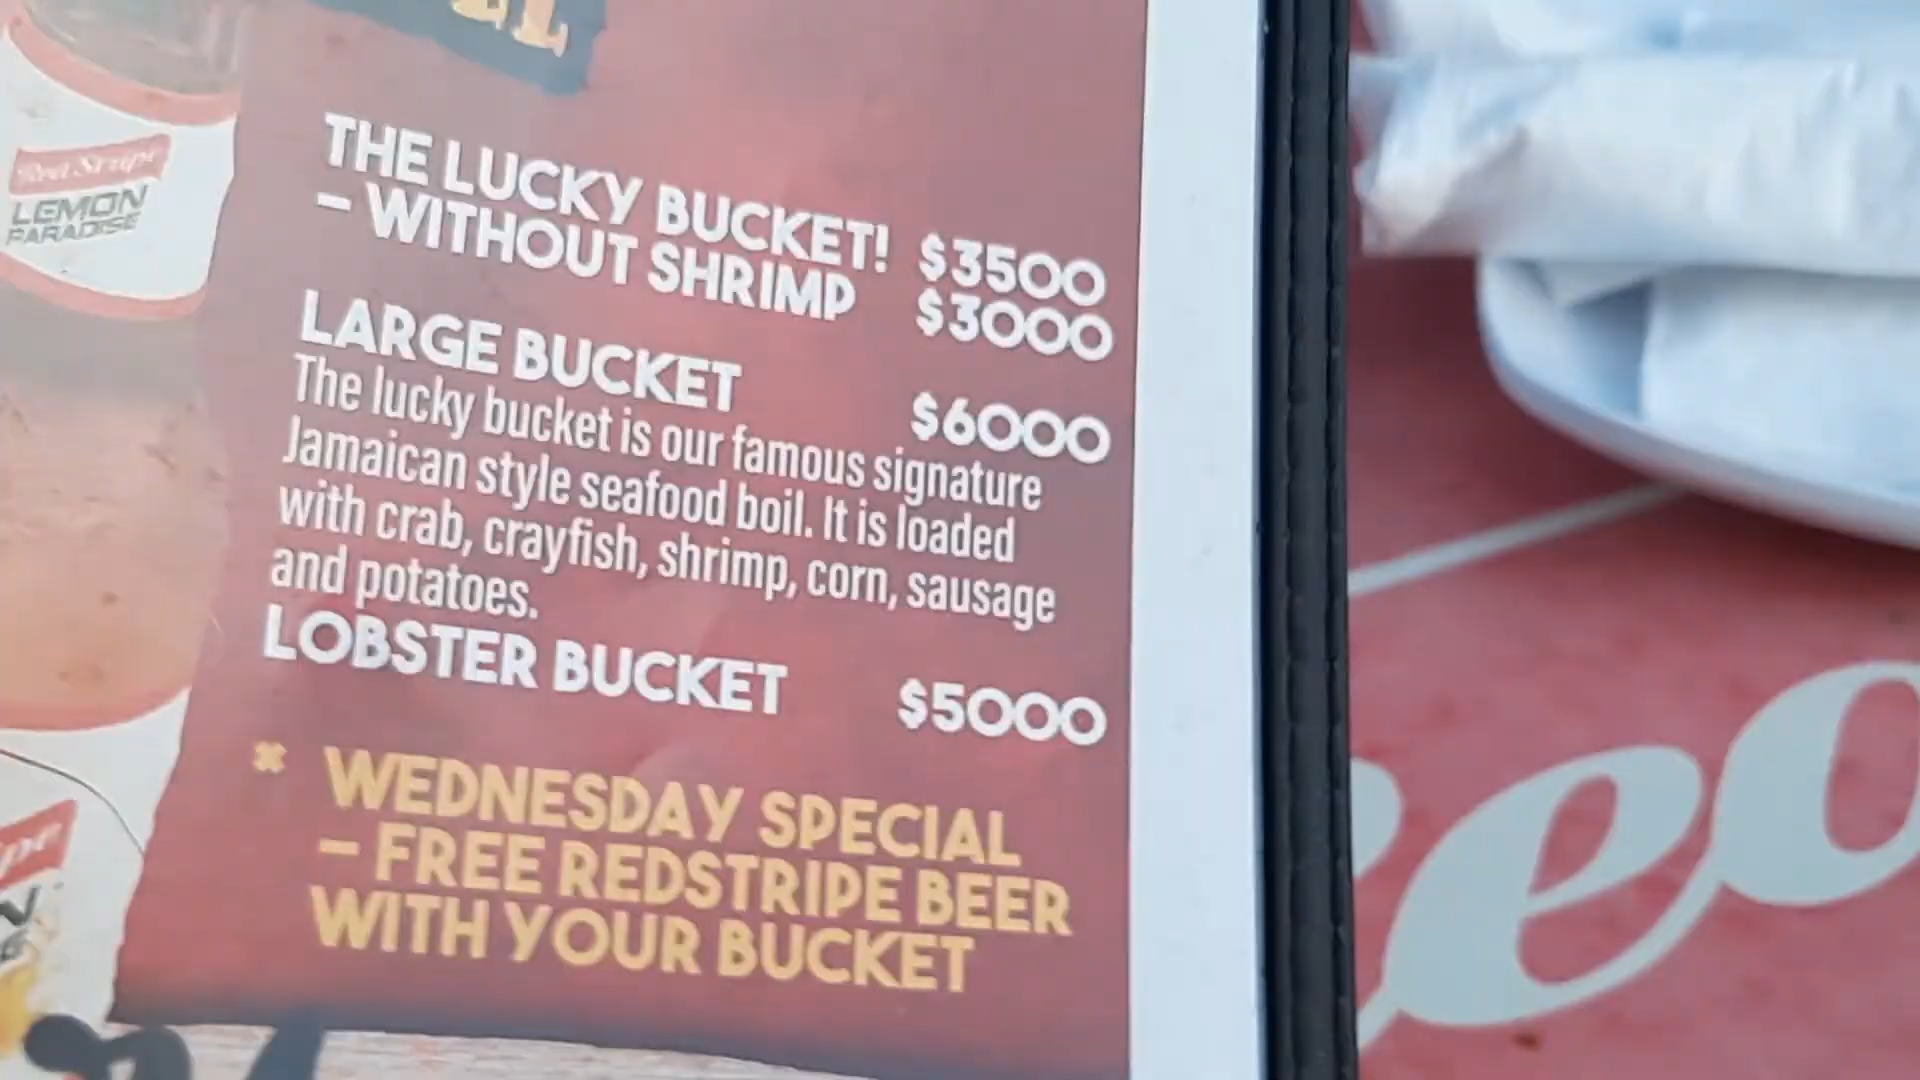 THE LUCKY BUCKET! $3500
– WITHOUT SHRIMP $3000
LARGE BUCKET $6000
The lucky bucket is our famous signature
Jamaican style seafood boil. It is loaded
with crab, crayfish, shrimp, corn, sausage
and potatoes.
LOBSTER BUCKET $5000
* WEDNESDAY SPECIAL
– FREE REDSTRIPE BEER
WITH YOUR BUCKET
Red Stripe
LEMON
PARADISE